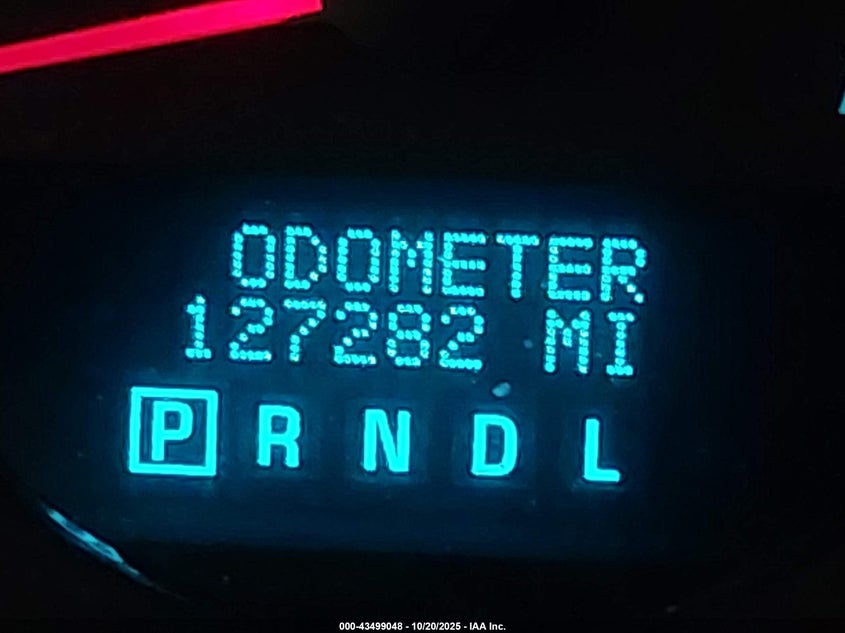 ODOMETER
127282 MI
P R N D L
000-43499048 - 10/20/2025 - IAA Inc.